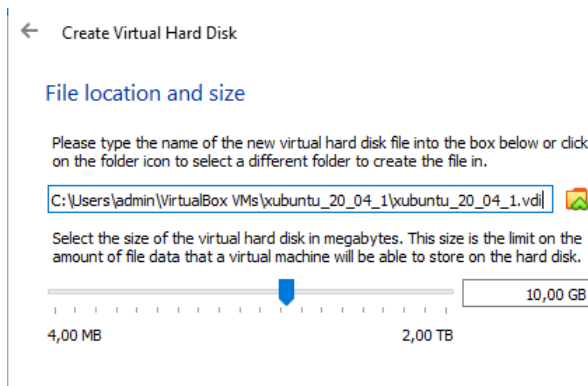 Create Virtual Hard Disk
File location and size
Please type the name of the new virtual hard disk file into the box below or click
on the folder icon to select a different folder to create the file in.
C:\Users\admin\VirtualBox VMs\xubuntu_20_04_1\xubuntu_20_04_1.vdi
Select the size of the virtual hard disk in megabytes. This size is the limit on the
amount of file data that a virtual machine will be able to store on the hard disk.
10,00 GB
4,00 MB 2,00 TB